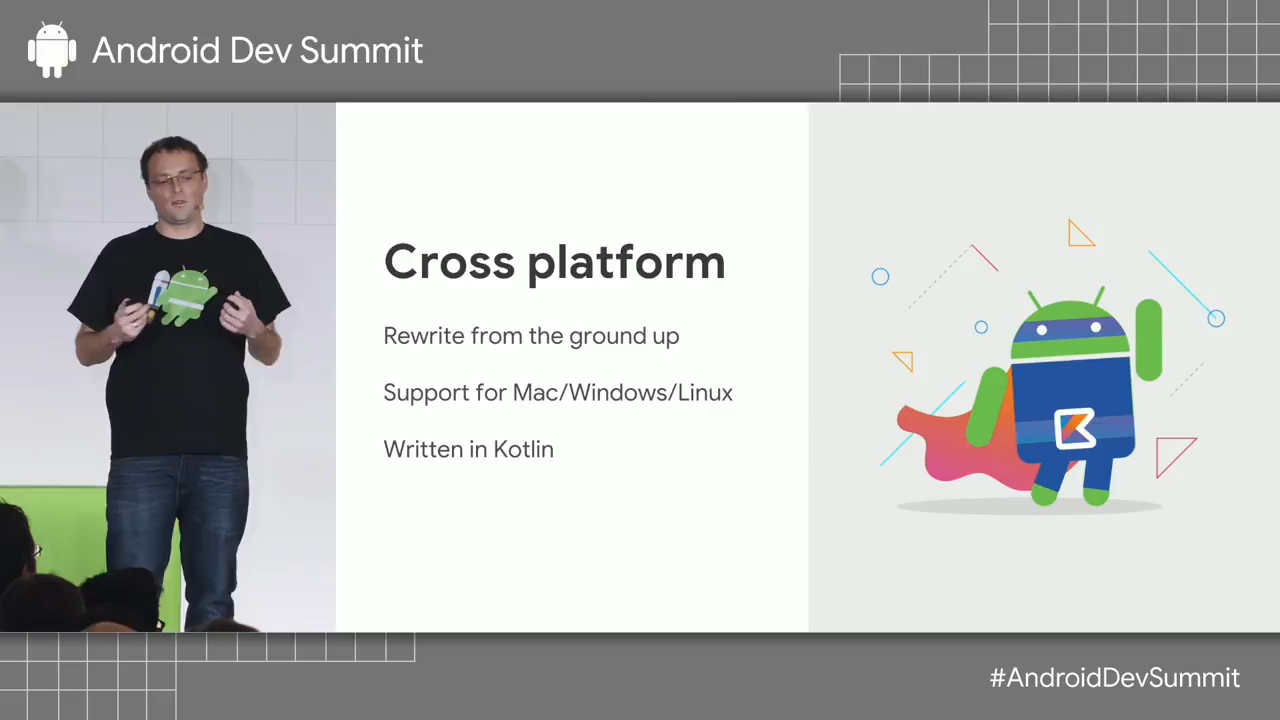 Android Dev Summit
Cross platform
Rewrite from the ground up
Support for Mac/Windows/Linux
Written in Kotlin
#AndroidDevSummit